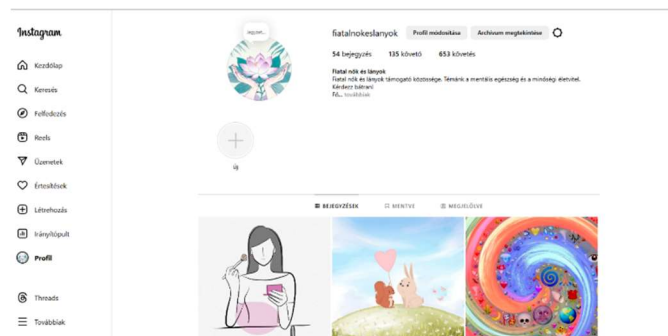 Instagram
Jegyzet...
fiatalnokeslanyok
Profil módosítása
Archívum megtekintése
54 bejegyzés
135 követő
653 követés
Fiatal nők és lányok
Fiatal nők és lányok támogató közössége. Témánk a mentális egészség és a minőségi életvitel.
Kérdezz bátran!
Fő... továbbiak
Kezdőlap
Keresés
Felfedezés
Reels
Üzenetek
Értesítések
Létrehozás
Irányítópult
Profil
Threads
Továbbiak
Új
BEJEGYZÉSEK
MENTVE
MEGJELÖLVE